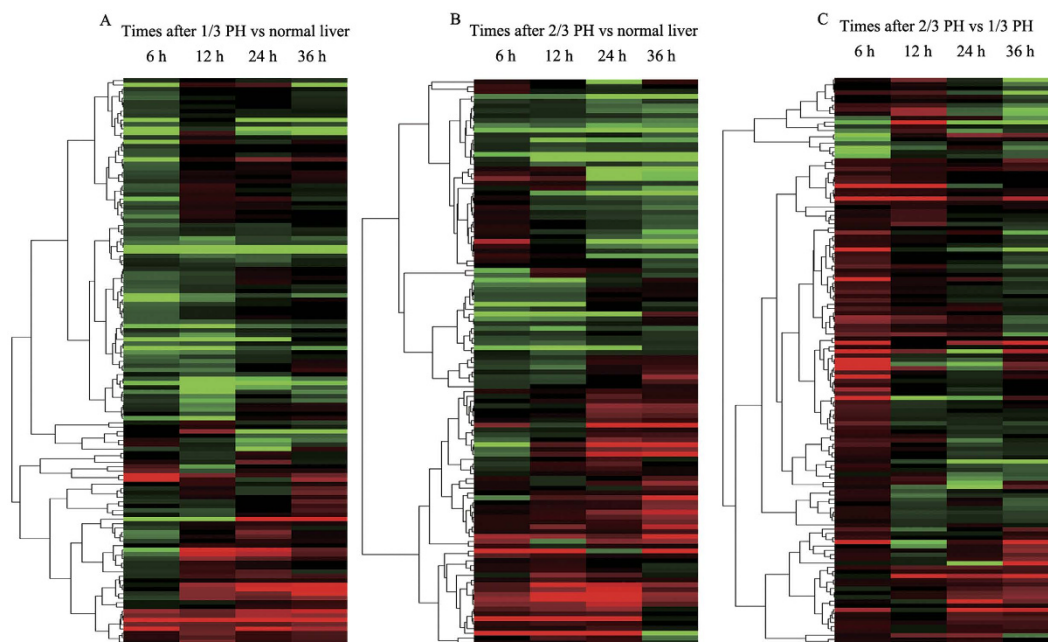 A
Times after 1/3 PH vs normal liver
6 h 12 h 24 h 36 h
B
Times after 2/3 PH vs normal liver
6 h 12 h 24 h 36 h
C
Times after 2/3 PH vs 1/3 PH
6 h 12 h 24 h 36 h